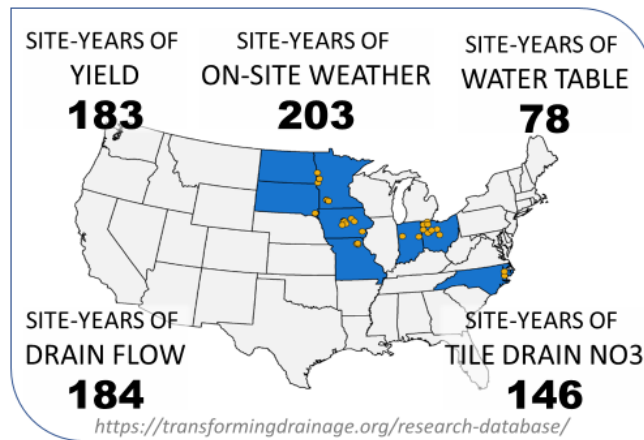 SITE-YEARS OF
YIELD
183
SITE-YEARS OF
ON-SITE WEATHER
203
SITE-YEARS OF
WATER TABLE
78
SITE-YEARS OF
DRAIN FLOW
184
SITE-YEARS OF
TILE DRAIN NO3
146
https://transformingdrainage.org/research-database/